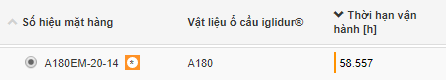 Số hiệu mặt hàng
Vật liệu ổ cầu iglidur®
Thời hạn vận
hành [h]
A180EM-20-14 *
A180
58.557